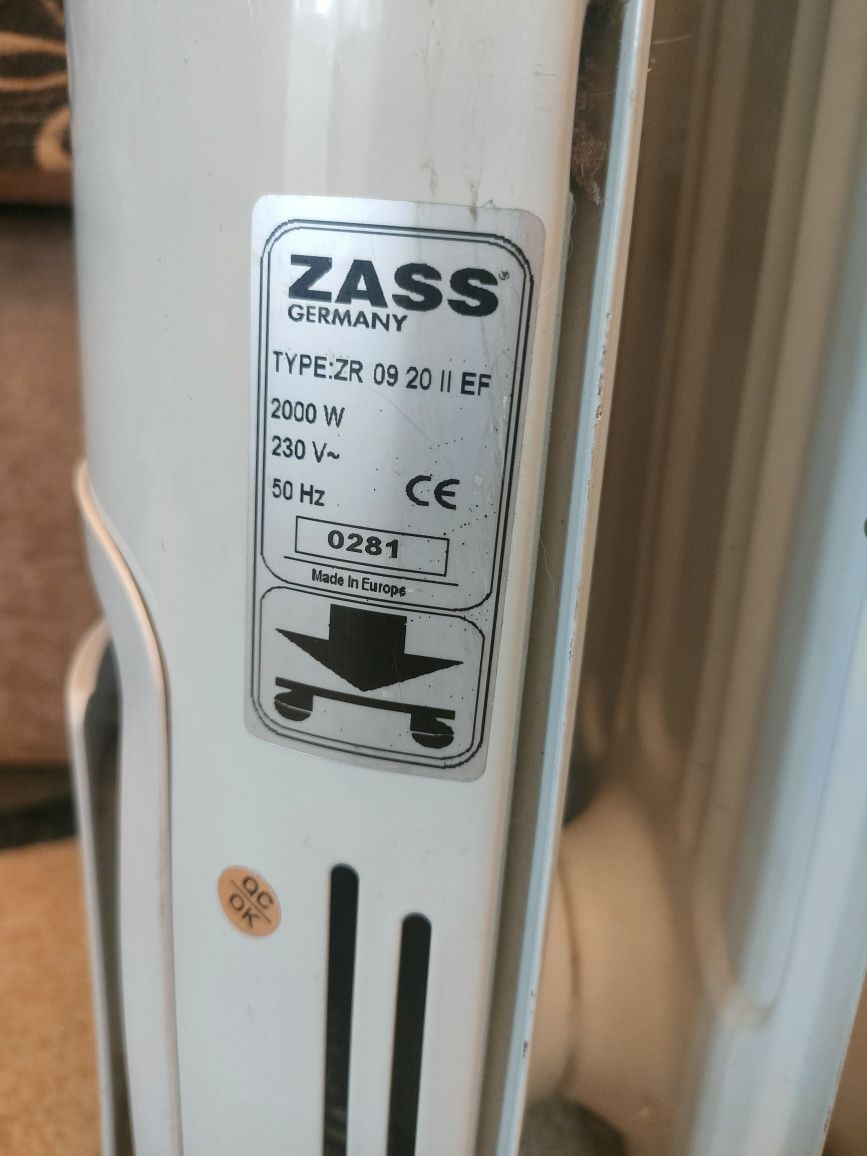 ZASS®
GERMANY
TYPE:ZR 09 20 II EF
2000 W
230 V~
50 Hz
CE
0281
Made In Europe
QC
OK